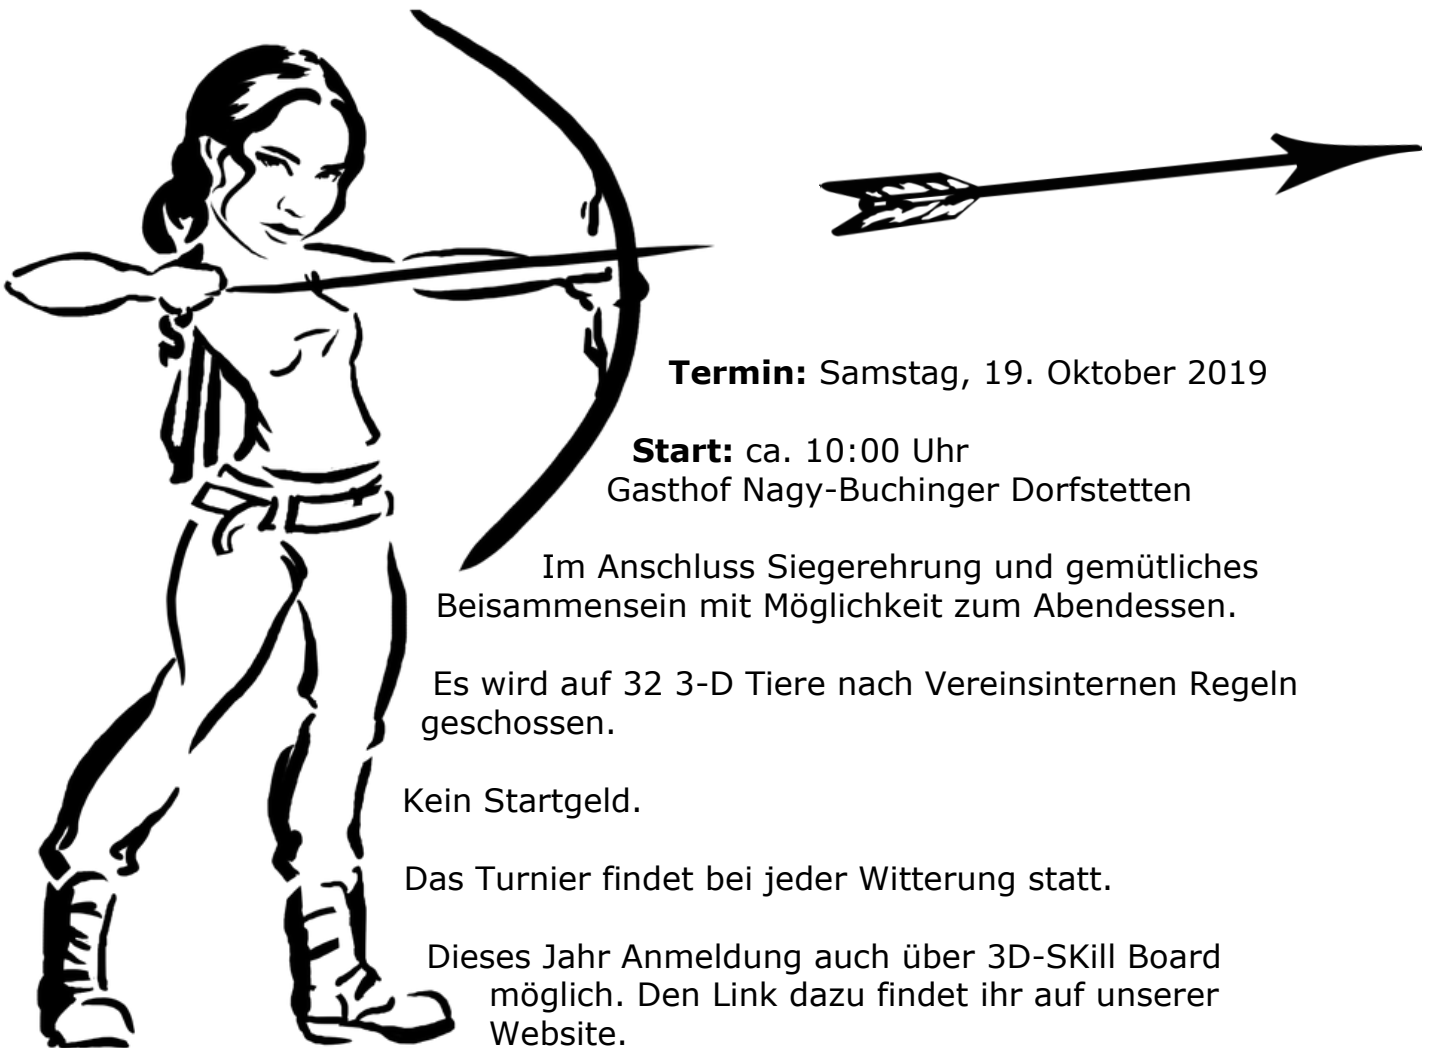 Termin: Samstag, 19. Oktober 2019
Start: ca. 10:00 Uhr
Gasthof Nagy-Buchinger Dorfstetten
Im Anschluss Siegerehrung und gemütliches
Beisammensein mit Möglichkeit zum Abendessen.
Es wird auf 32 3-D Tiere nach Vereinsinternen Regeln
geschossen.
Kein Startgeld.
Das Turnier findet bei jeder Witterung statt.
Dieses Jahr Anmeldung auch über 3D-SKill Board
möglich. Den Link dazu findet ihr auf unserer
Website.